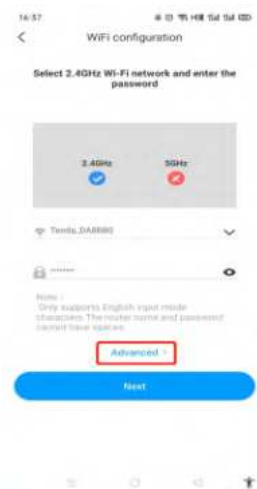 14:57
WiFi configuration
Select 2.4GHz Wi-Fi network and enter the
password
2.4GHz 5GHz
Tenda_DA8880
Note :
Only supports English input mode
characters. The router name and password
cannot have spaces.
Advanced >
Next